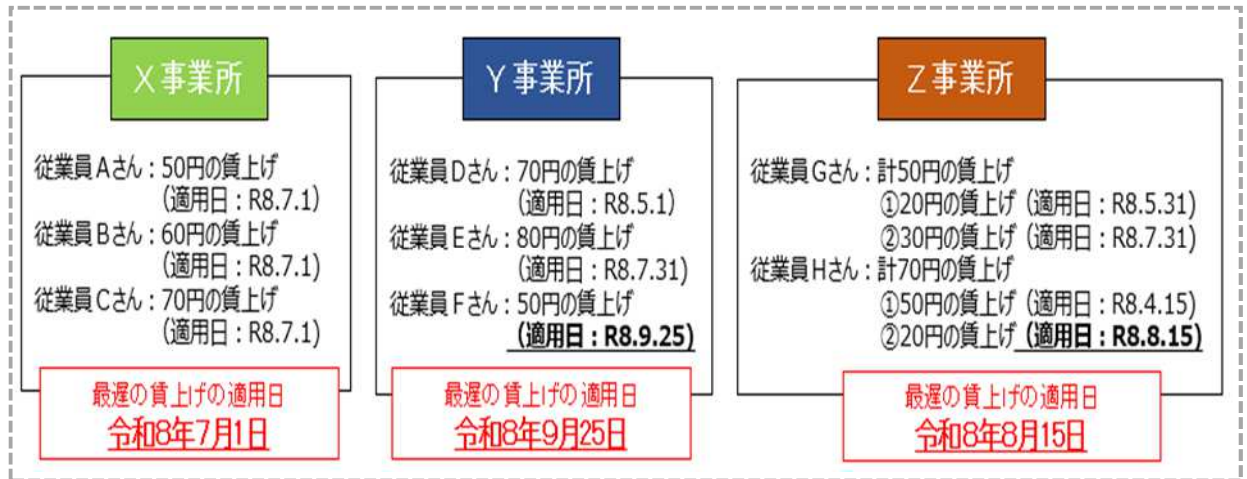 X事業所
従業員Aさん：50円の賃上げ
(適用日：R8.7.1)
従業員Bさん：60円の賃上げ
(適用日：R8.7.1)
従業員Cさん：70円の賃上げ
(適用日：R8.7.1)
最遅の賃上げの適用日
令和8年7月1日
Y事業所
従業員Dさん：70円の賃上げ
(適用日：R8.5.1)
従業員Eさん：80円の賃上げ
(適用日：R8.7.31)
従業員Fさん：50円の賃上げ
(適用日：R8.9.25)
最遅の賃上げの適用日
令和8年9月25日
Z事業所
従業員Gさん：計50円の賃上げ
①20円の賃上げ (適用日：R8.5.31)
②30円の賃上げ (適用日：R8.7.31)
従業員Hさん：計70円の賃上げ
①50円の賃上げ (適用日：R8.4.15)
②20円の賃上げ (適用日：R8.8.15)
最遅の賃上げの適用日
令和8年8月15日